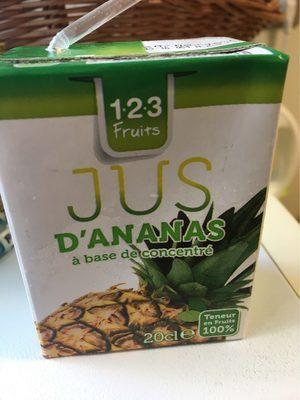 1·2·3
Fruits
JUS
D'ANANAS
à base de concentré
20cl e
Teneur
en Fruits
100%